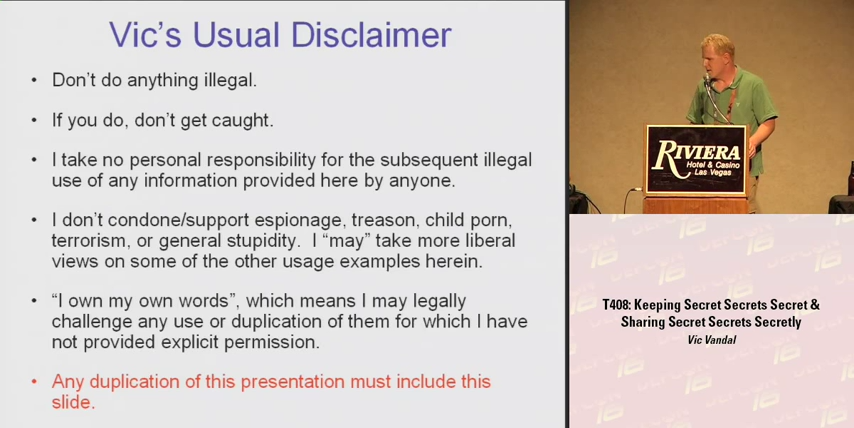 Vic's Usual Disclaimer
• Don't do anything illegal.
• If you do, don't get caught.
• I take no personal responsibility for the subsequent illegal
use of any information provided here by anyone.
• I don't condone/support espionage, treason, child porn,
terrorism, or general stupidity.  I "may" take more liberal
views on some of the other usage examples herein.
• "I own my own words", which means I may legally
challenge any use or duplication of them for which I have
not provided explicit permission.
• Any duplication of this presentation must include this
slide.
RIVIERA
Hotel & Casino
Las Vegas
T408: Keeping Secret Secrets Secret &
Sharing Secret Secrets Secretly
Vic Vandal